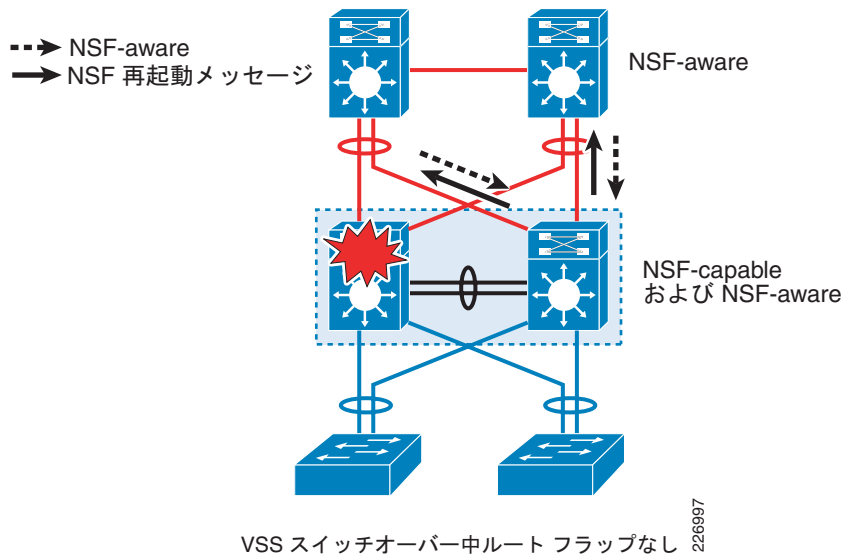 NSF-aware
NSF 再起動メッセージ
NSF-aware
NSF-capable
および NSF-aware
VSS スイッチオーバー中ルート フラップなし
226997